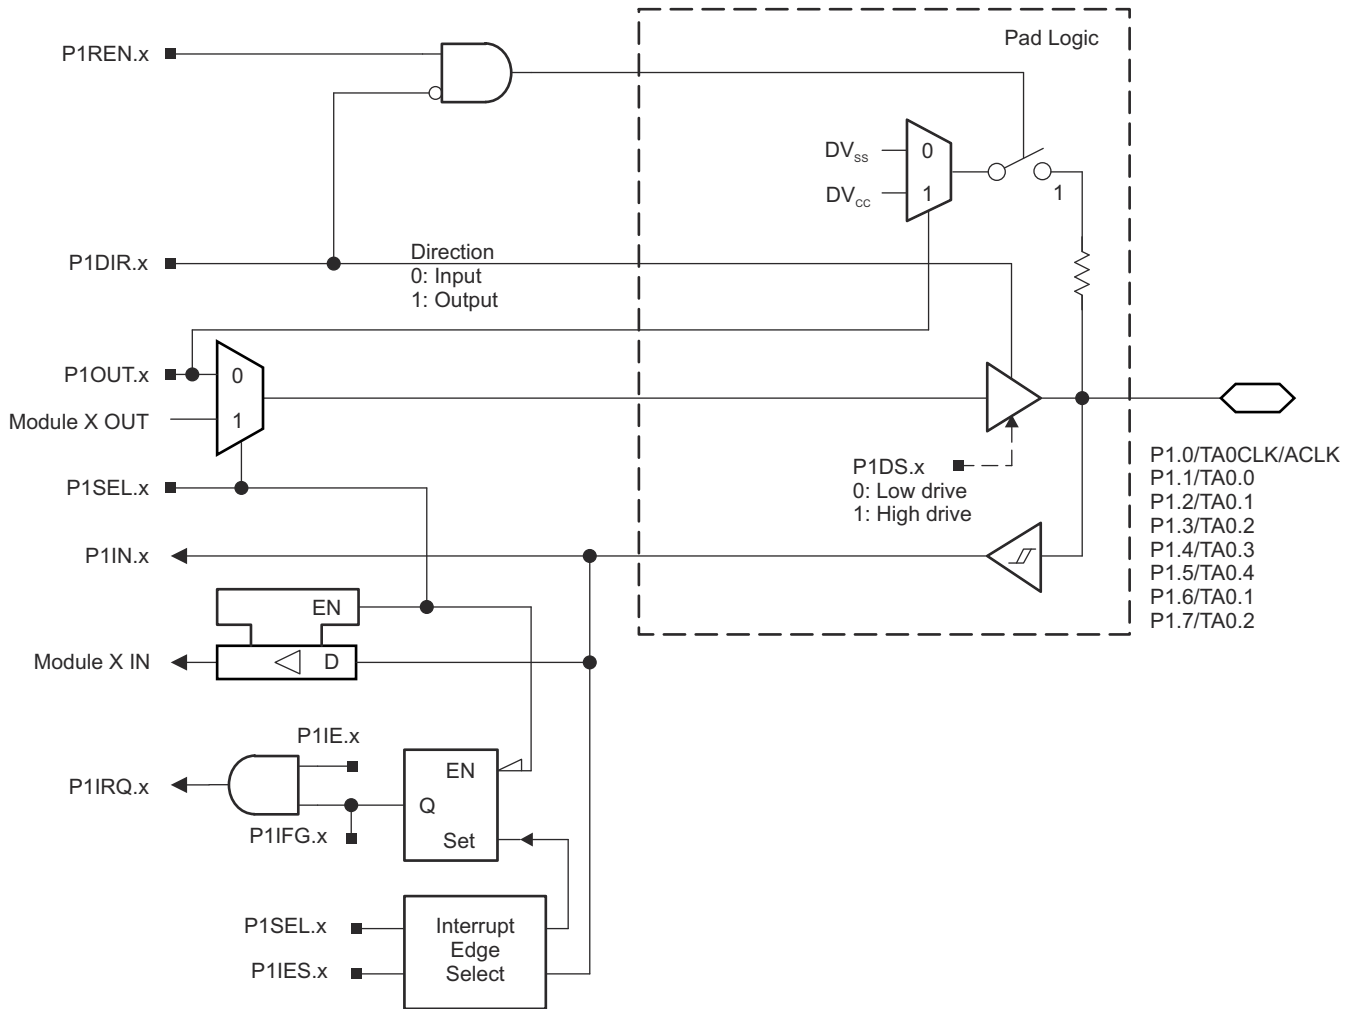 P1REN.x
Pad Logic
DVSS
0
DVCC
1
1
P1DIR.x
Direction
0: Input
1: Output
P1OUT.x
0
Module X OUT
1
P1DS.x
0: Low drive
1: High drive
P1SEL.x
P1.0/TA0CLK/ACLK
P1.1/TA0.0
P1.2/TA0.1
P1.3/TA0.2
P1.4/TA0.3
P1.5/TA0.4
P1.6/TA0.1
P1.7/TA0.2
P1IN.x
EN
Module X IN
D
P1IE.x
P1IRQ.x
EN
Q
P1IFG.x
Set
P1SEL.x
P1IES.x
Interrupt
Edge
Select